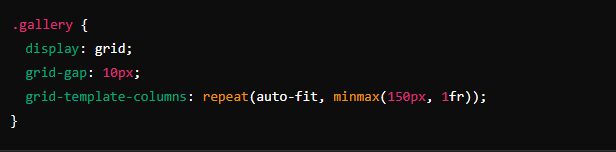 .gallery {
  display: grid;
  grid-gap: 10px;
  grid-template-columns: repeat(auto-fit, minmax(150px, 1fr));
}